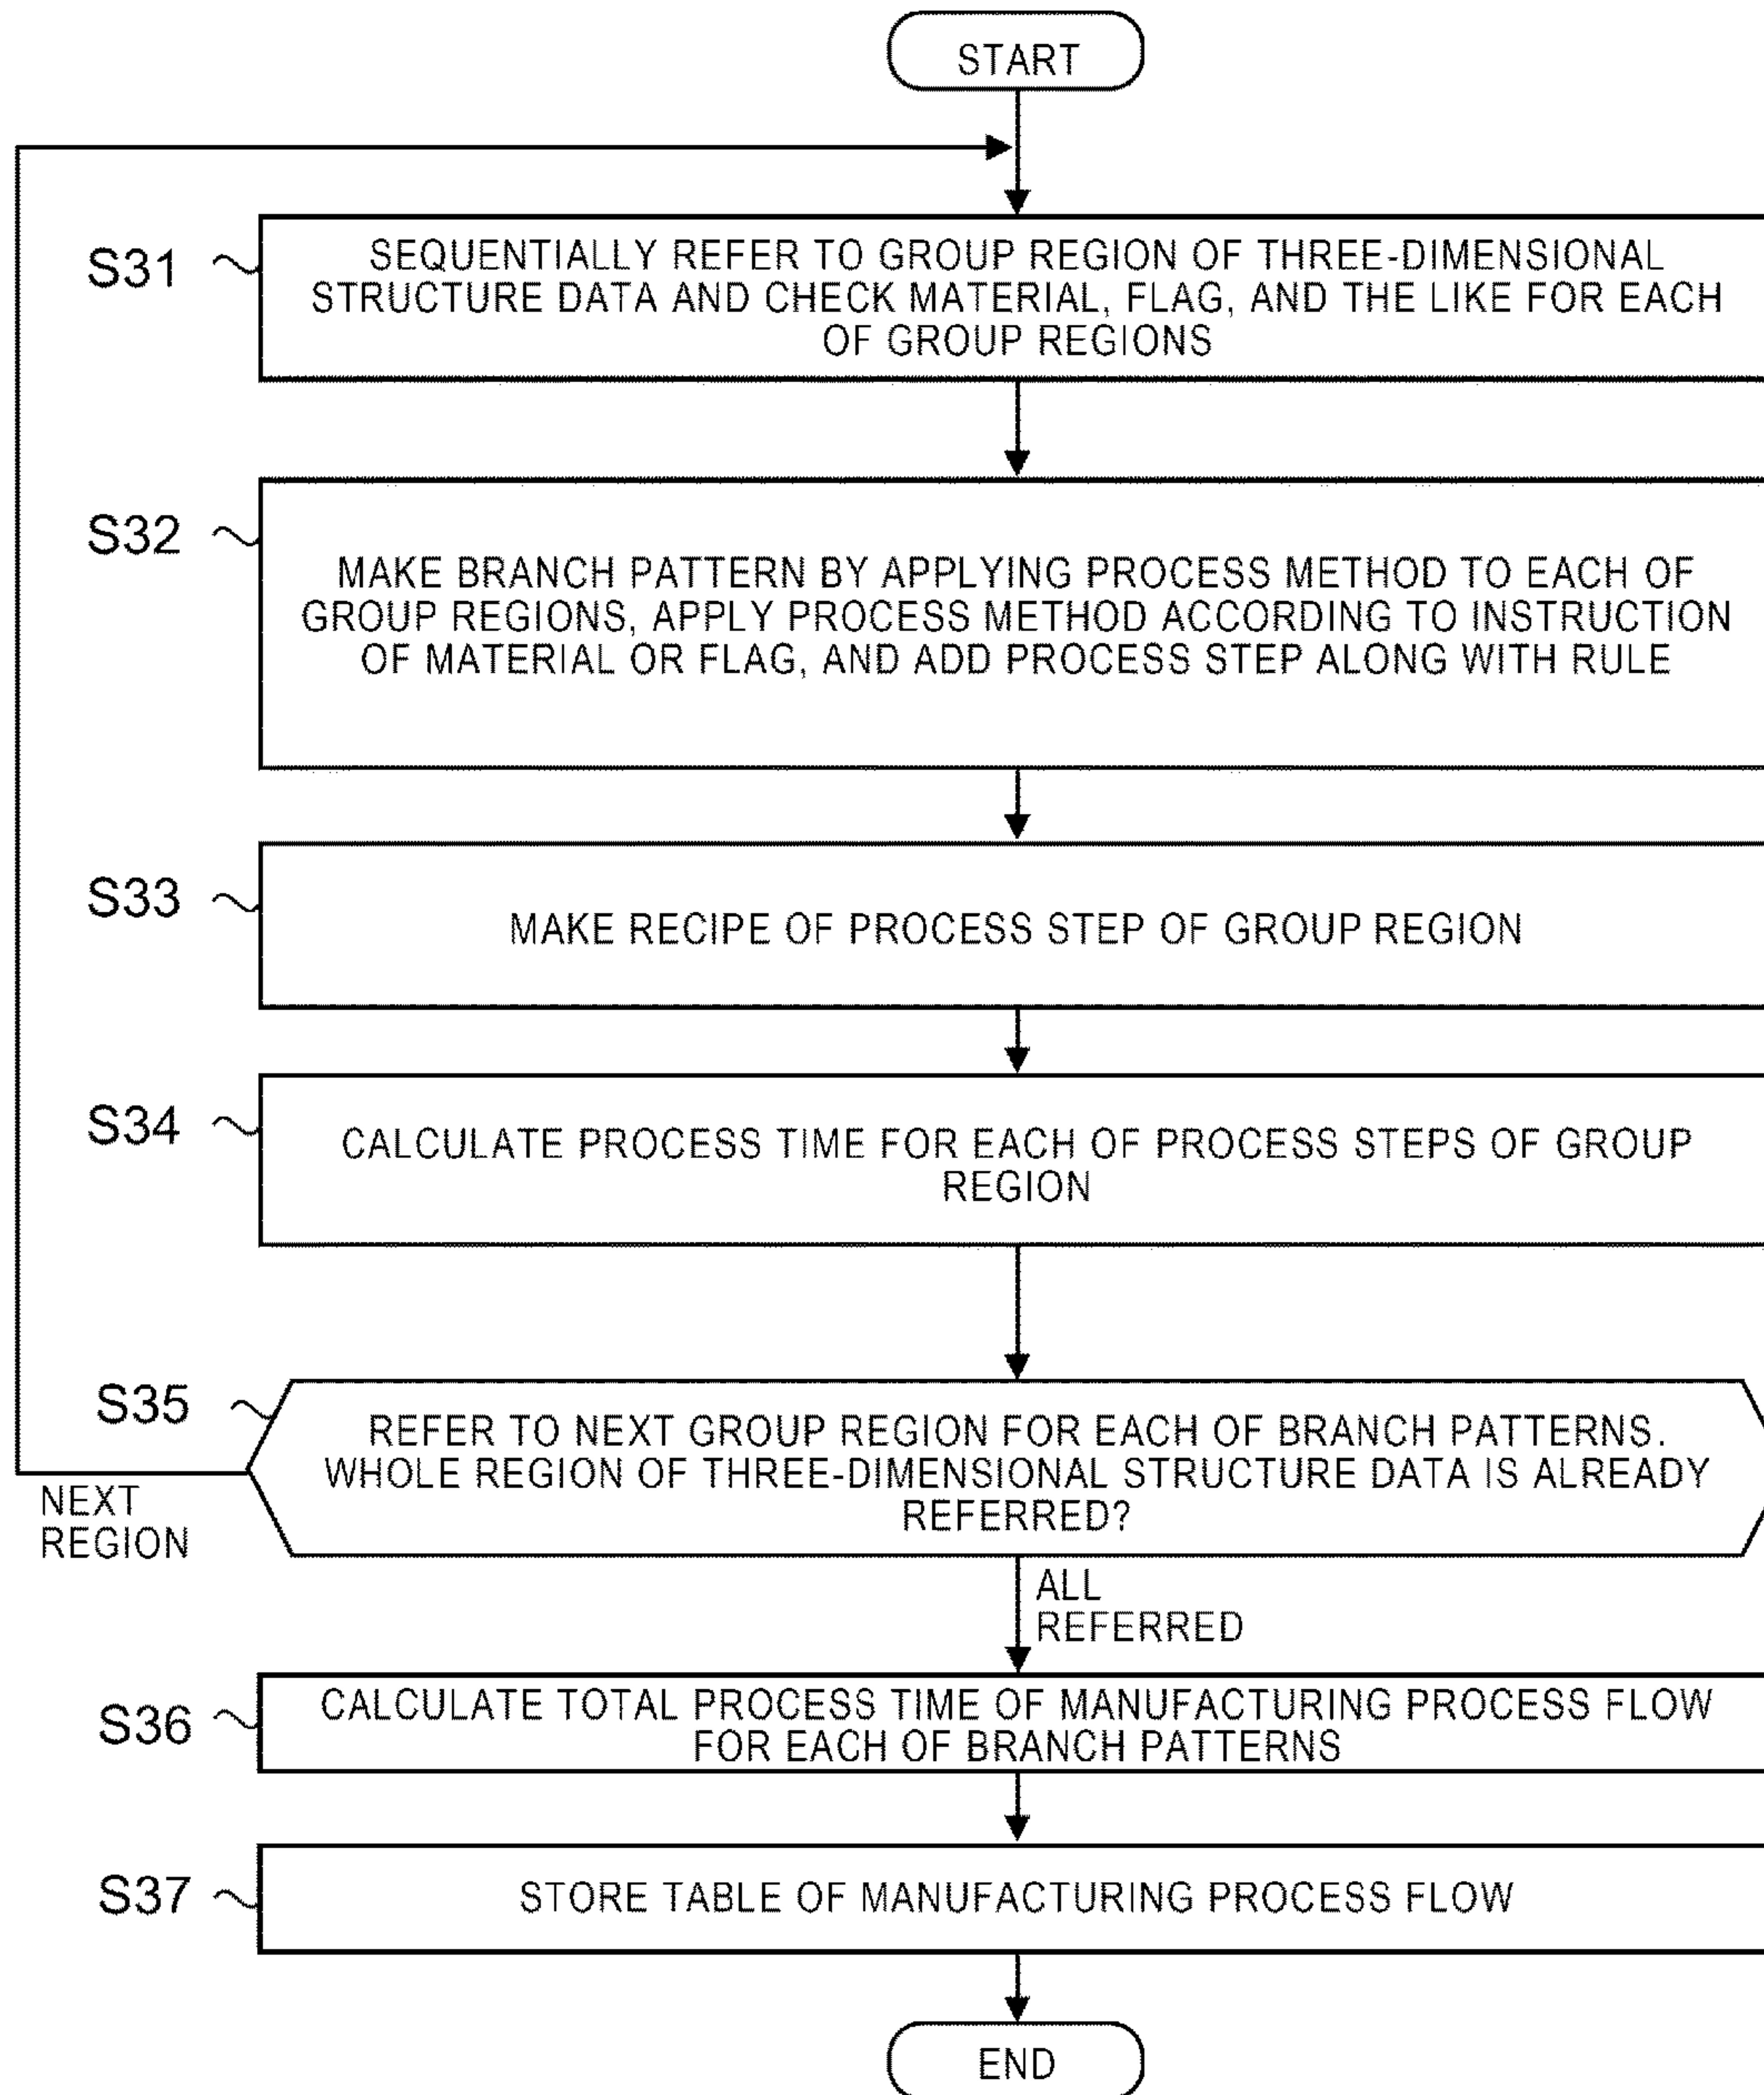 START
S31
SEQUENTIALLY REFER TO GROUP REGION OF THREE-DIMENSIONAL
STRUCTURE DATA AND CHECK MATERIAL, FLAG, AND THE LIKE FOR EACH
OF GROUP REGIONS
S32
MAKE BRANCH PATTERN BY APPLYING PROCESS METHOD TO EACH OF
GROUP REGIONS, APPLY PROCESS METHOD ACCORDING TO INSTRUCTION
OF MATERIAL OR FLAG, AND ADD PROCESS STEP ALONG WITH RULE
S33
MAKE RECIPE OF PROCESS STEP OF GROUP REGION
S34
CALCULATE PROCESS TIME FOR EACH OF PROCESS STEPS OF GROUP
REGION
S35
REFER TO NEXT GROUP REGION FOR EACH OF BRANCH PATTERNS.
WHOLE REGION OF THREE-DIMENSIONAL STRUCTURE DATA IS ALREADY
REFERRED?
NEXT
REGION
ALL
REFERRED
S36
CALCULATE TOTAL PROCESS TIME OF MANUFACTURING PROCESS FLOW
FOR EACH OF BRANCH PATTERNS
S37
STORE TABLE OF MANUFACTURING PROCESS FLOW
END